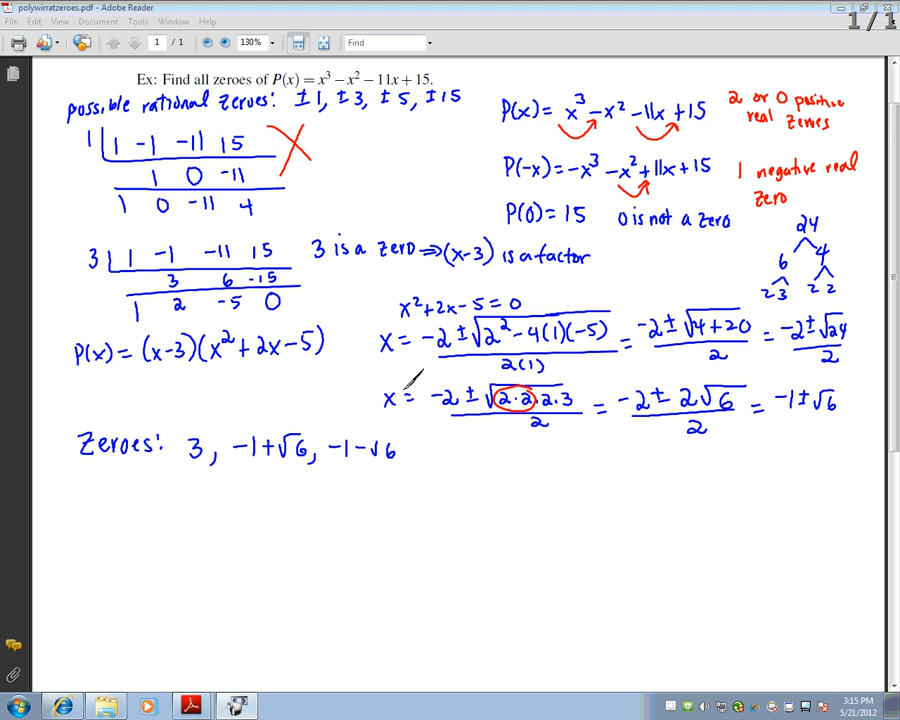 polywirratzeroes.pdf - Adobe Reader
File Edit View Document Tools Window Help
1/1
1 / 1 130% Find
Ex: Find all zeroes of P(x) = x³ − x² − 11x + 15.
possible rational zeroes: ±1, ±3, ±5, ±15
1 | 1 -1 -11 15
1 0 -11
1 0 -11 4
P(x) = x³ - x² - 11x + 15
2 or 0 positive
real zeroes
P(-x) = -x³ - x² + 11x + 15
1 negative real
zero
P(0) = 15 0 is not a zero
24
6 4
2 3 2 2
3 | 1 -1 -11 15
3 6 -15
1 2 -5 0
3 is a zero ⇒ (x-3) is a factor
P(x) = (x-3)(x² + 2x - 5)
x² + 2x - 5 = 0
x = (-2 ± √(2² - 4(1)(-5))) / 2(1) = (-2 ± √(4 + 20)) / 2 = (-2 ± √24) / 2
x = (-2 ± √(2·2·2·3)) / 2 = (-2 ± 2√6) / 2 = -1 ± √6
Zeroes: 3, -1+√6, -1-√6
3:15 PM
5/21/2012